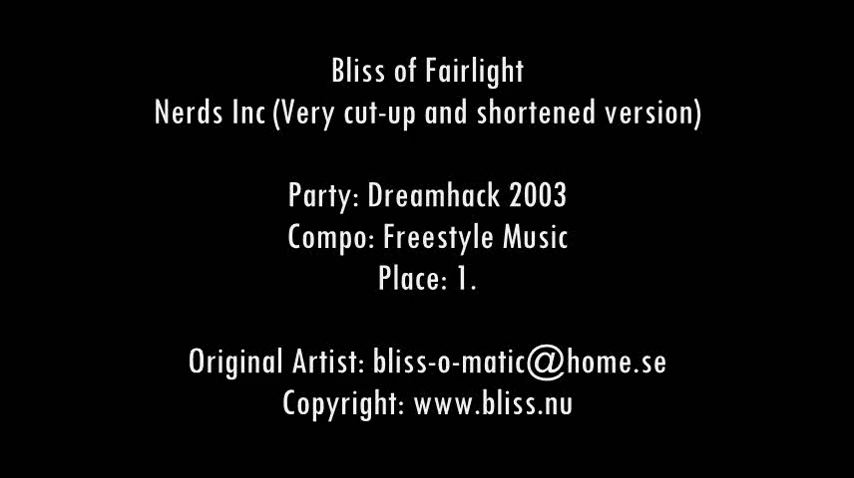 Bliss of Fairlight
Nerds Inc (Very cut-up and shortened version)
Party: Dreamhack 2003
Compo: Freestyle Music
Place: 1.
Original Artist: bliss-o-matic@home.se
Copyright: www.bliss.nu